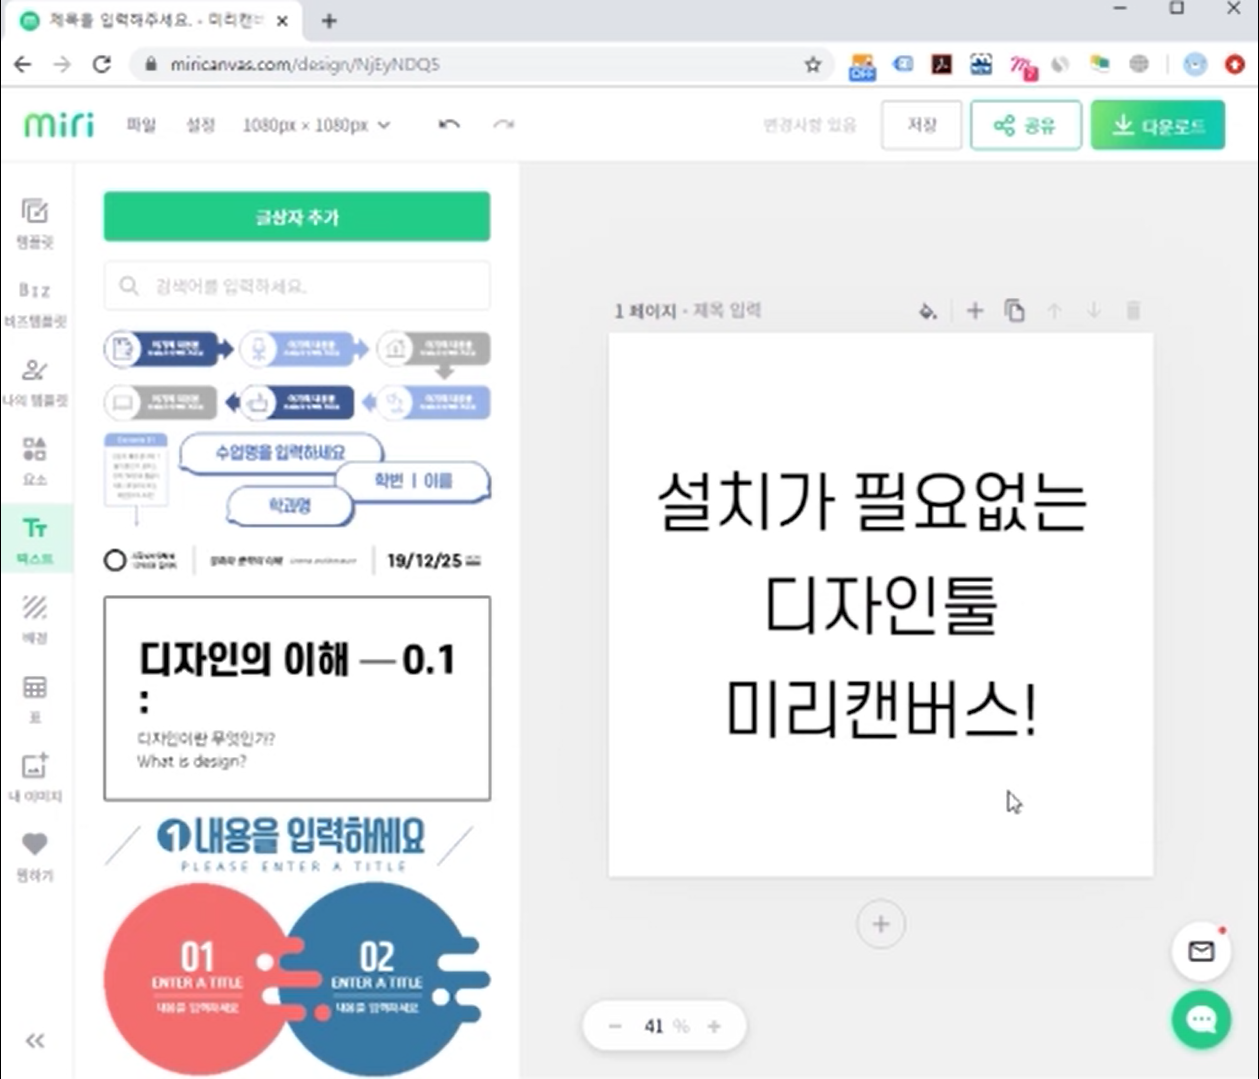 제목을 입력해주세요. - 미리캔
miricanvas.com/design/NjEyNDQ5
OFF
miri
파일
설정
1080px × 1080px
변경사항 있음
저장
공유
다운로드
템플릿
BIZ
비즈템플릿
나의 템플릿
요소
텍스트
배경
표
내 이미지
찜하기
글상자 추가
검색어를 입력하세요.
수업명을 입력하세요
학번 | 이름
학과명
19/12/25
디자인의 이해 — 0.1
:
디자인이란 무엇인가?
What is design?
1 내용을 입력하세요
PLEASE ENTER A TITLE
01
ENTER A TITLE
내용을 입력하세요
02
ENTER A TITLE
내용을 입력하세요
1 페이지 - 제목 입력
설치가 필요없는
디자인툴
미리캔버스!
41 %